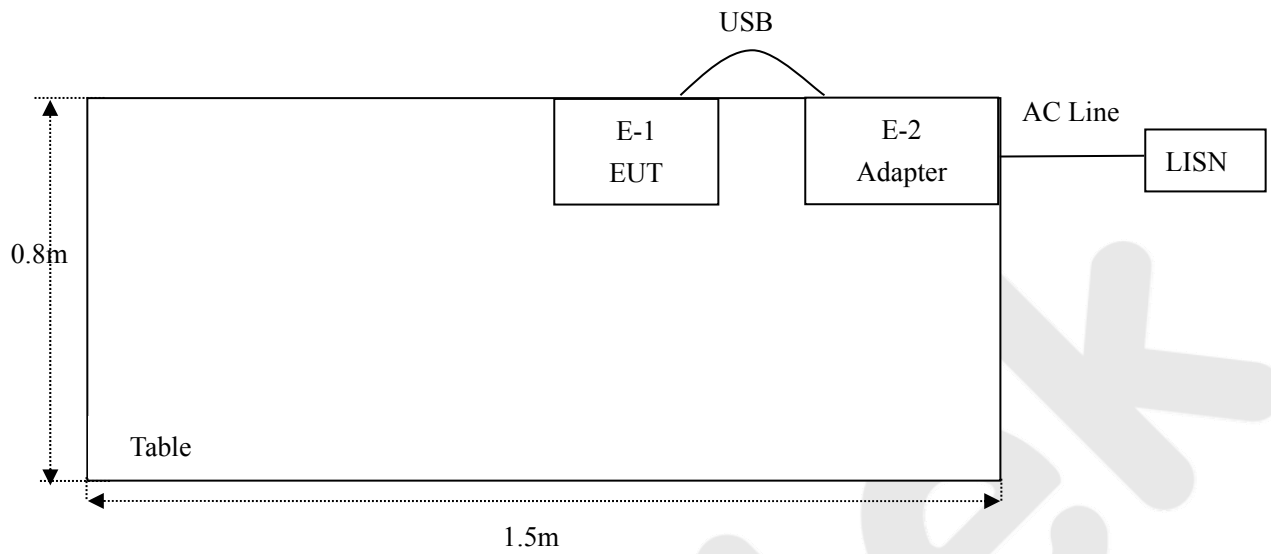 USB
E-1
EUT
E-2
Adapter
AC Line
LISN
0.8m
Table
1.5m